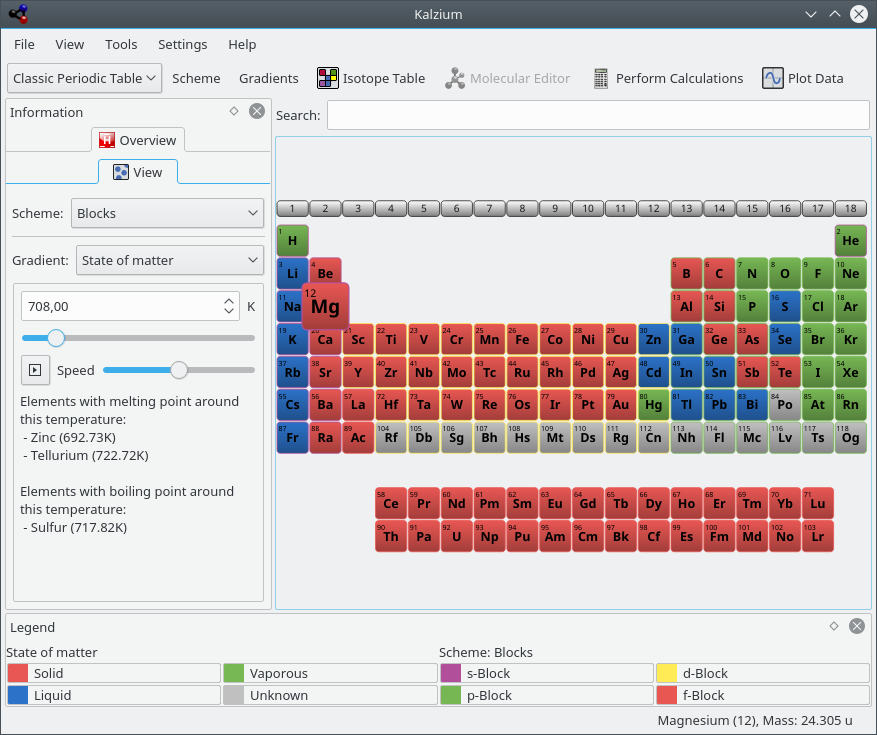 Kalzium
File View Tools Settings Help
Classic Periodic Table Scheme Gradients Isotope Table Molecular Editor Perform Calculations Plot Data
Information
Overview
View
Scheme: Blocks
Gradient: State of matter
708,00 K
Speed
Elements with melting point around
this temperature:
- Zinc (692.73K)
- Tellurium (722.72K)
Elements with boiling point around
this temperature:
- Sulfur (717.82K)
Search:
1 2 3 4 5 6 7 8 9 10 11 12 13 14 15 16 17 18
1 H 2 He
3 Li 4 Be 5 B 6 C 7 N 8 O 9 F 10 Ne
11 Na 12 Mg 13 Al 14 Si 15 P 16 S 17 Cl 18 Ar
19 K 20 Ca 21 Sc 22 Ti 23 V 24 Cr 25 Mn 26 Fe 27 Co 28 Ni 29 Cu 30 Zn 31 Ga 32 Ge 33 As 34 Se 35 Br 36 Kr
37 Rb 38 Sr 39 Y 40 Zr 41 Nb 42 Mo 43 Tc 44 Ru 45 Rh 46 Pd 47 Ag 48 Cd 49 In 50 Sn 51 Sb 52 Te 53 I 54 Xe
55 Cs 56 Ba 57 La 72 Hf 73 Ta 74 W 75 Re 76 Os 77 Ir 78 Pt 79 Au 80 Hg 81 Tl 82 Pb 83 Bi 84 Po 85 At 86 Rn
87 Fr 88 Ra 89 Ac 104 Rf 105 Db 106 Sg 107 Bh 108 Hs 109 Mt 110 Ds 111 Rg 112 Cn 113 Nh 114 Fl 115 Mc 116 Lv 117 Ts 118 Og
58 Ce 59 Pr 60 Nd 61 Pm 62 Sm 63 Eu 64 Gd 65 Tb 66 Dy 67 Ho 68 Er 69 Tm 70 Yb 71 Lu
90 Th 91 Pa 92 U 93 Np 94 Pu 95 Am 96 Cm 97 Bk 98 Cf 99 Es 100 Fm 101 Md 102 No 103 Lr
Legend
State of matter Scheme: Blocks
Solid Vaporous s-Block d-Block
Liquid Unknown p-Block f-Block
Magnesium (12), Mass: 24.305 u